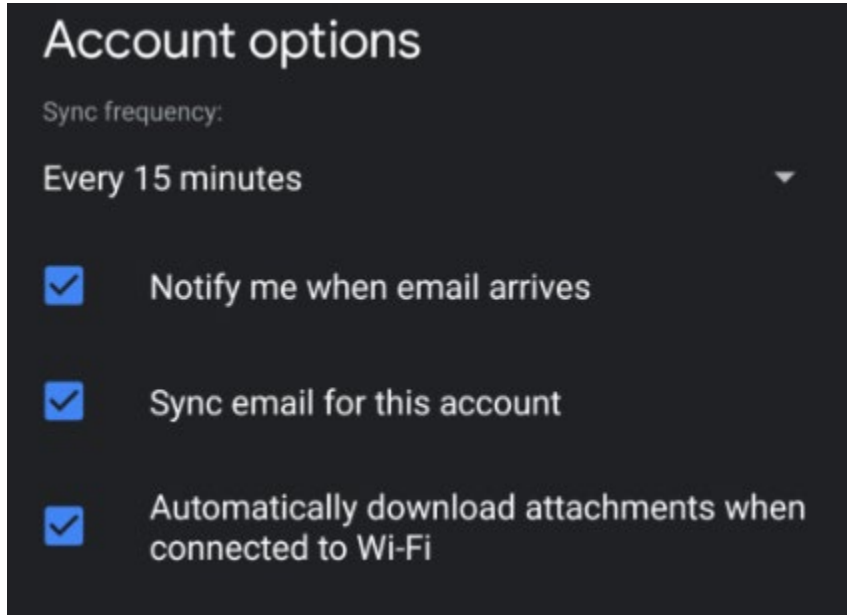 Account options
Sync frequency:
Every 15 minutes
Notify me when email arrives
Sync email for this account
Automatically download attachments when
connected to Wi-Fi